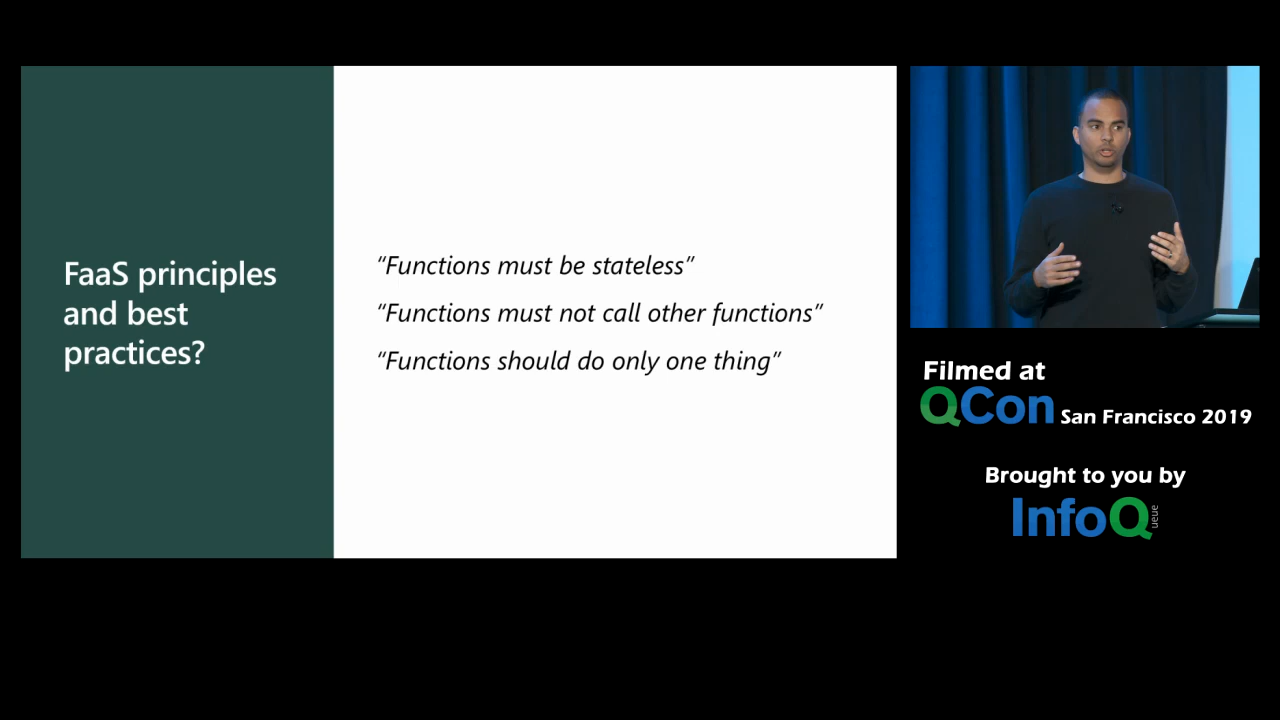 FaaS principles
and best
practices?
“Functions must be stateless”
“Functions must not call other functions”
“Functions should do only one thing”
Filmed at
QCon San Francisco 2019
Brought to you by
InfoQueue